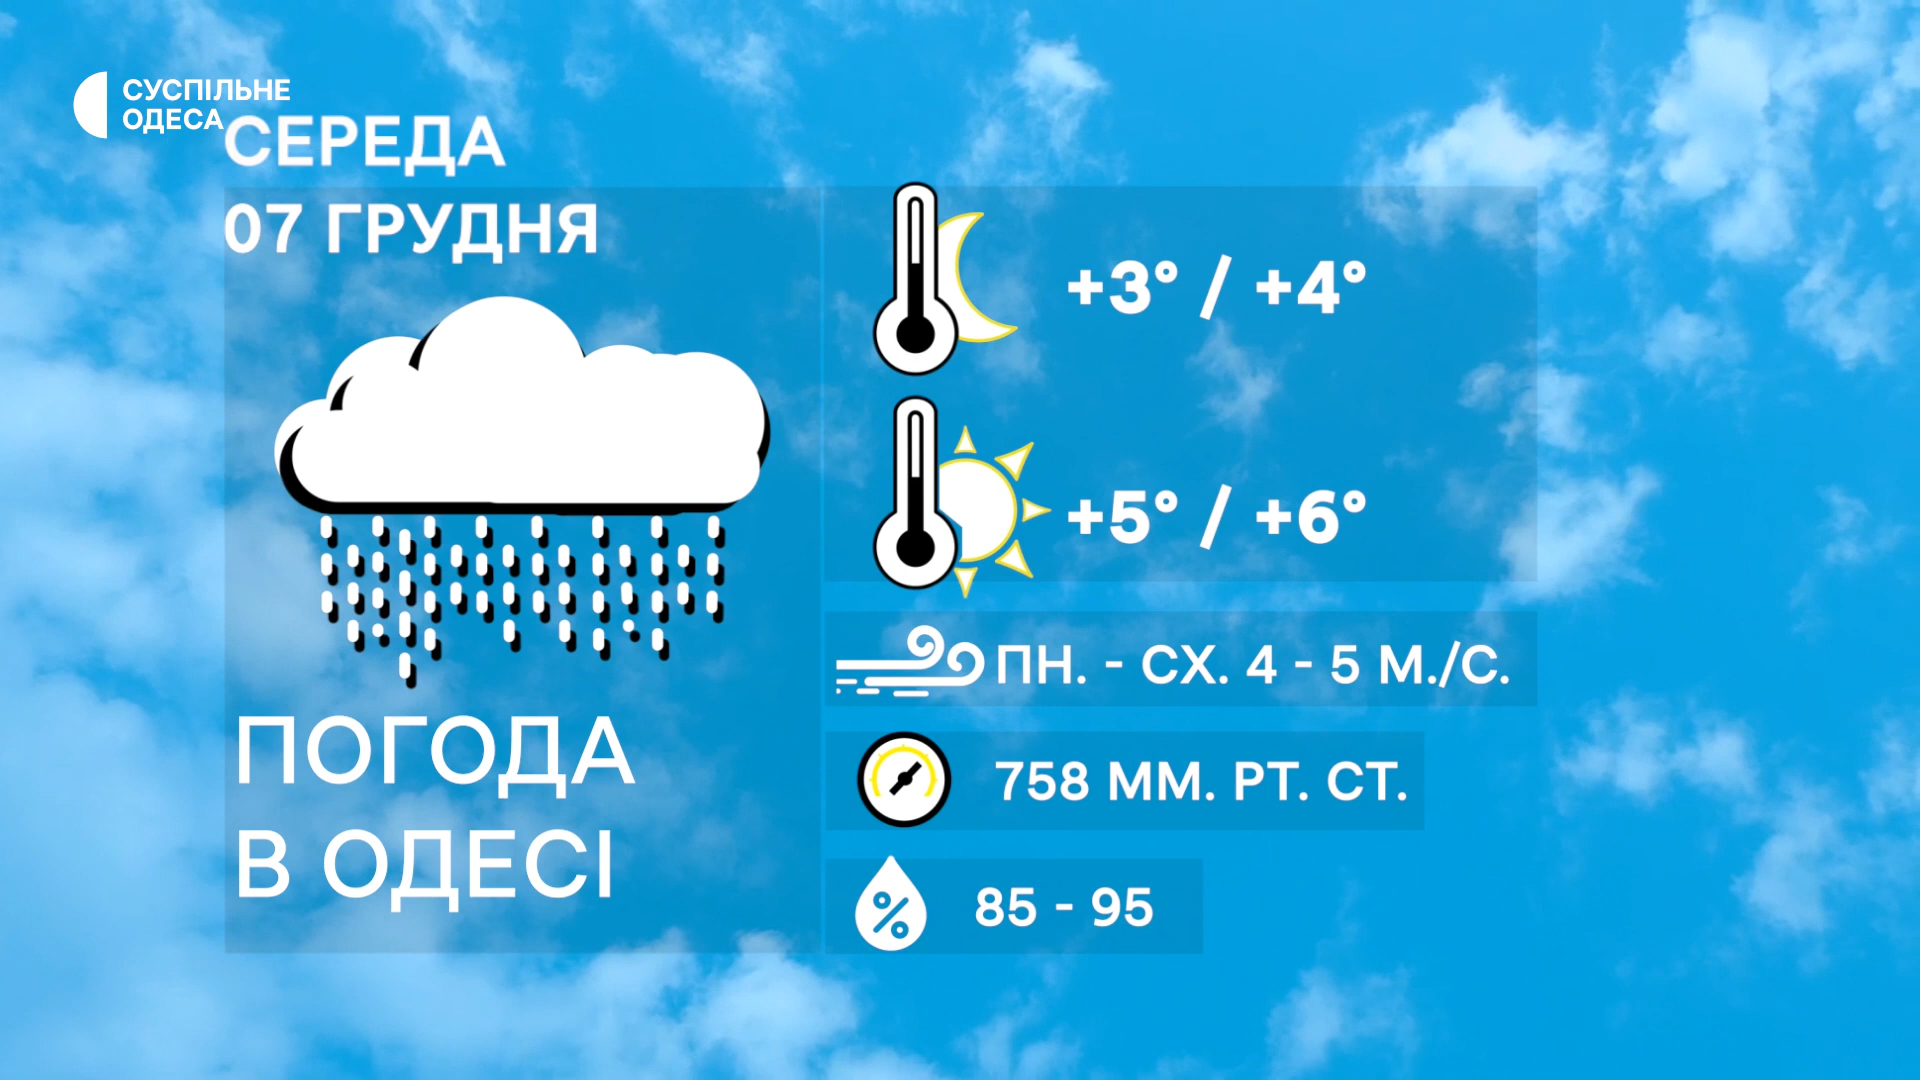 СУСПІЛЬНЕ
ОДЕСА
СЕРЕДА
07 ГРУДНЯ
+3° / +4°
+5° / +6°
ПН. - СХ. 4 - 5 М./С.
758 ММ. РТ. СТ.
% 85 - 95
ПОГОДА
В ОДЕСІ